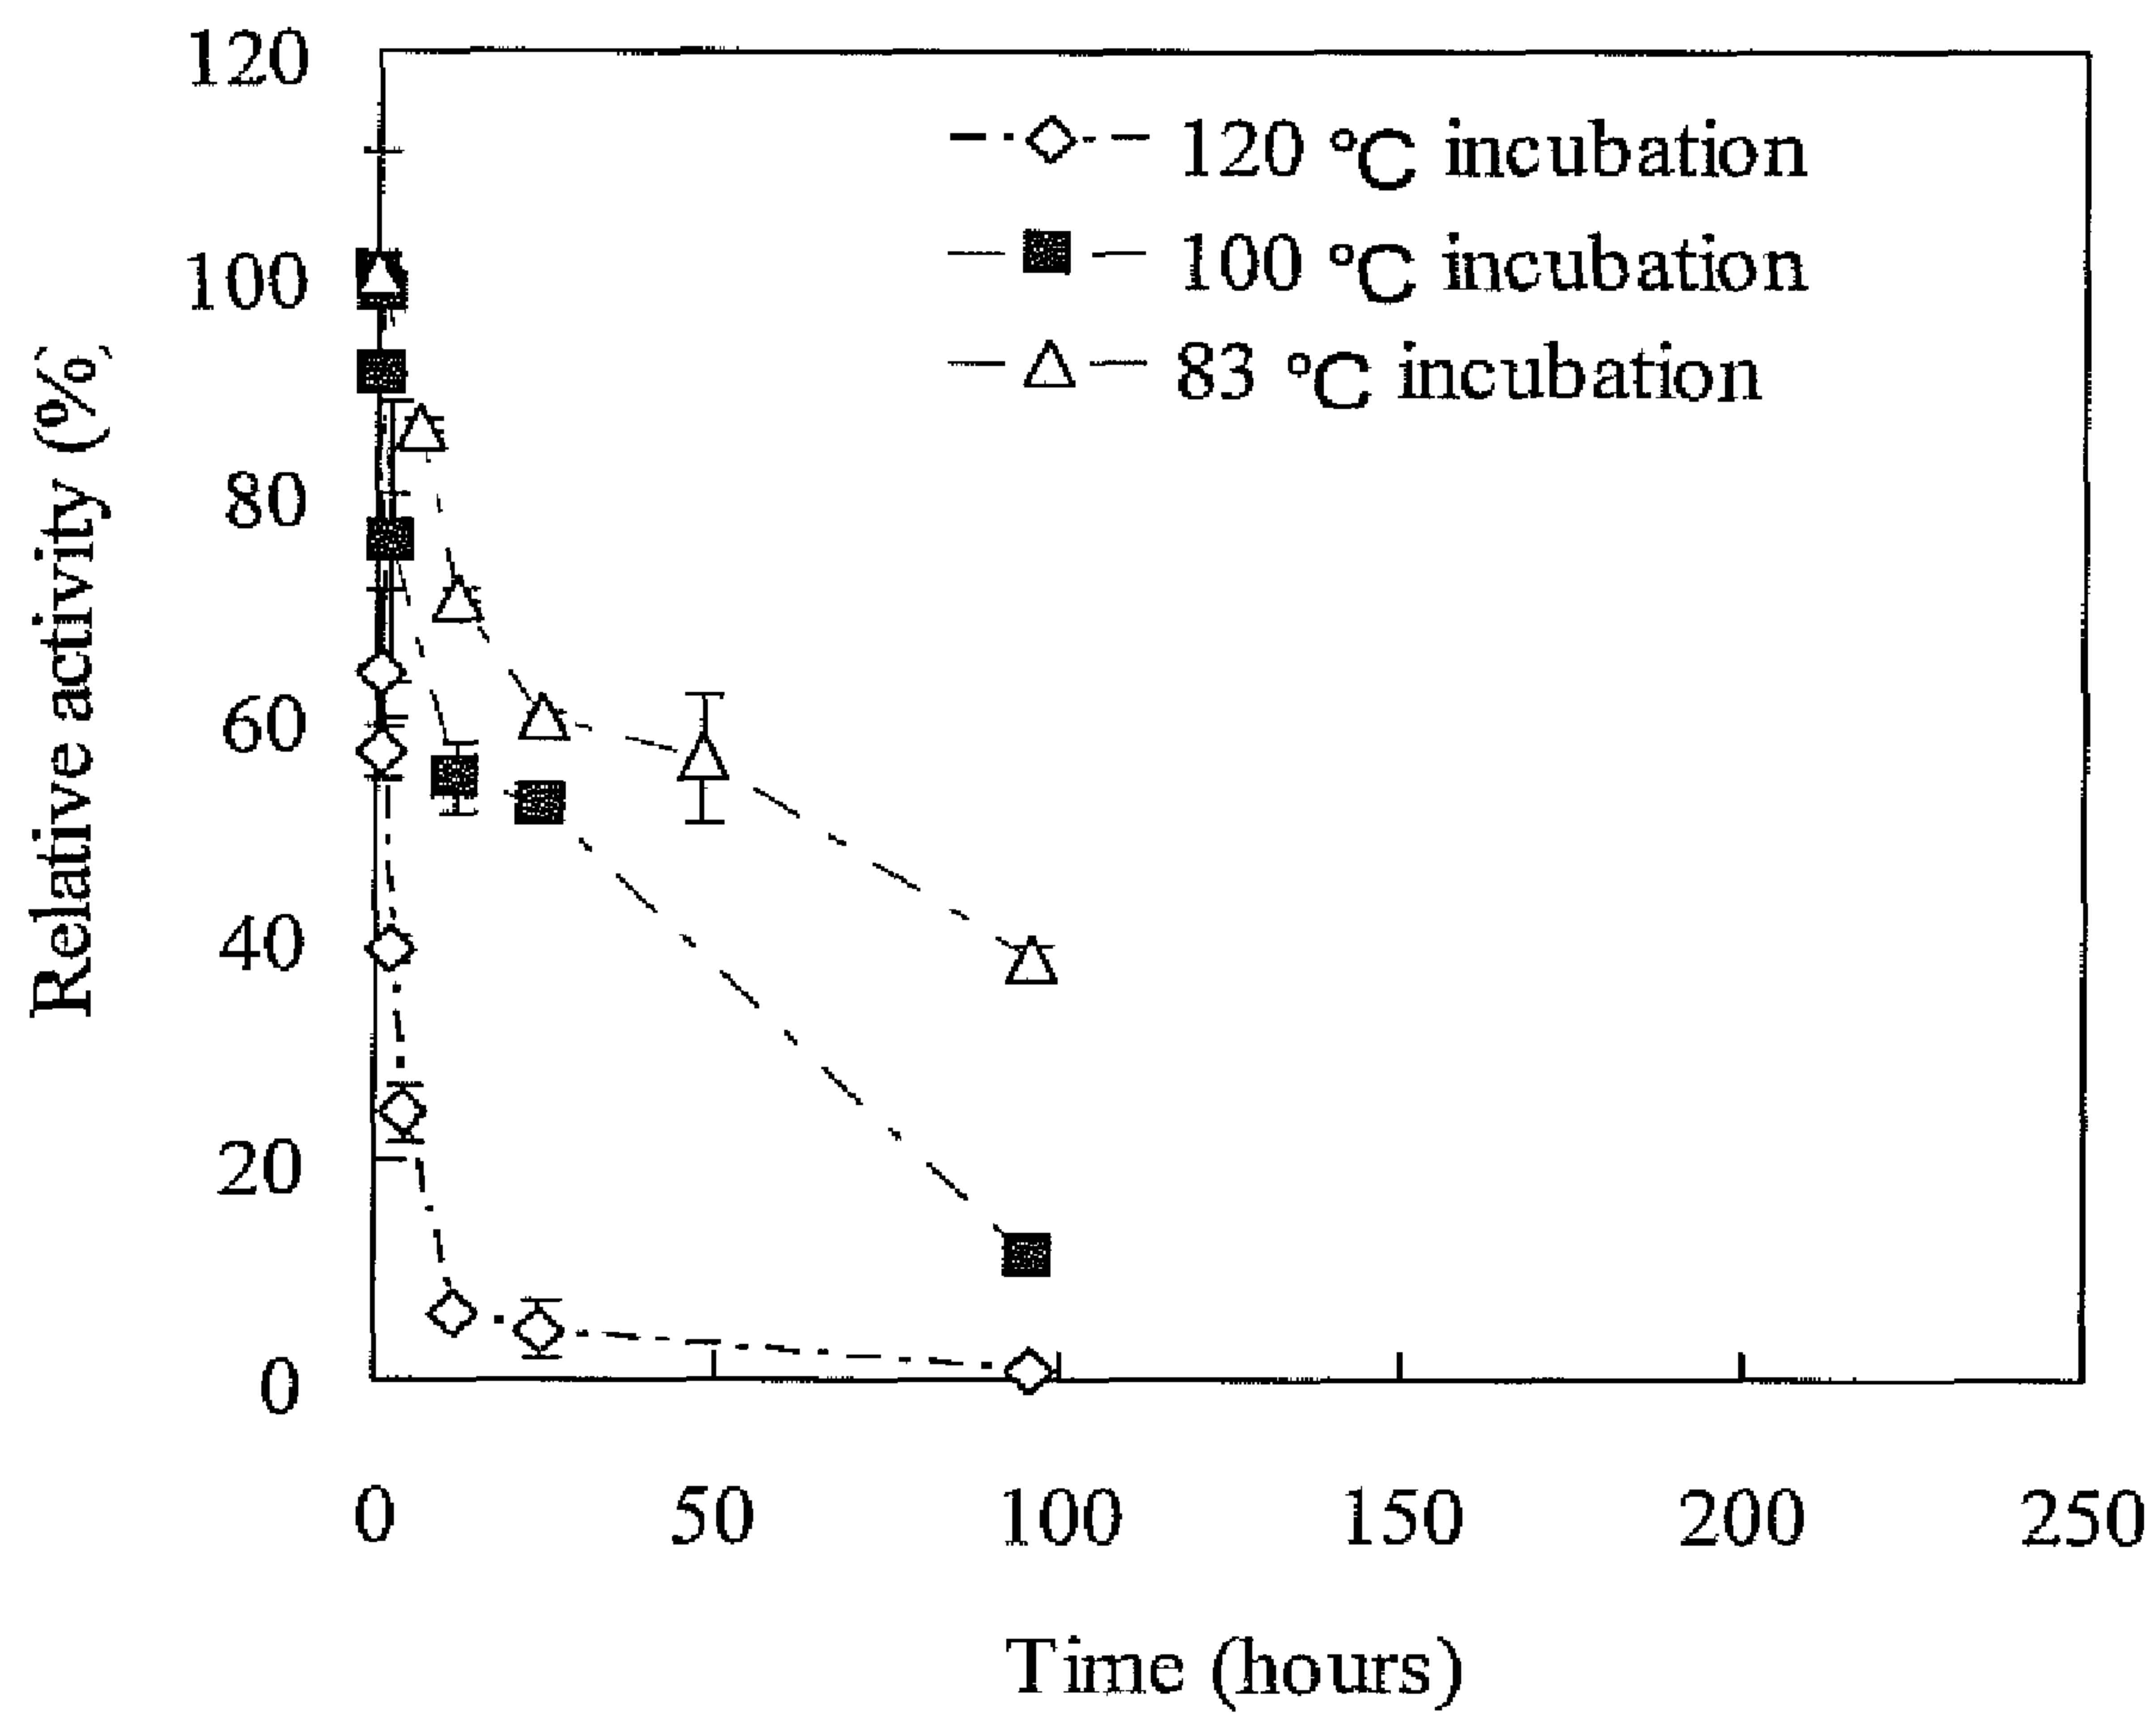 120
100
80
60
40
20
0
Relative activity (%)
120 °C incubation
100 °C incubation
83 °C incubation
0 50 100 150 200 250
Time (hours)